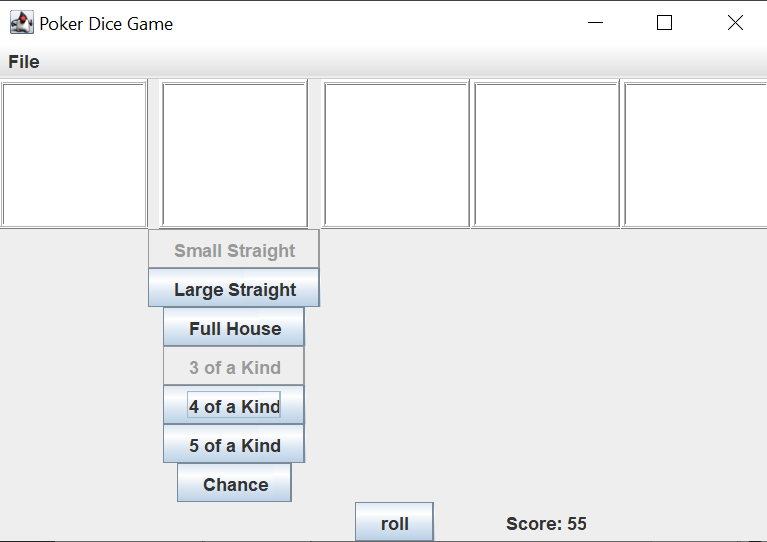 Poker Dice Game
File
Small Straight
Large Straight
Full House
3 of a Kind
4 of a Kind
5 of a Kind
Chance
roll Score: 55